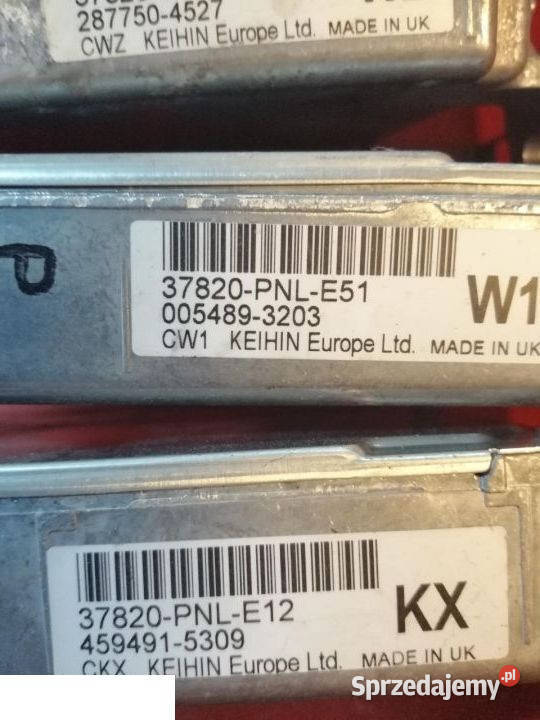 287750-4527
CWZ KEIHIN Europe Ltd. MADE IN UK
P
37820-PNL-E51
W1
005489-3203
CW1 KEIHIN Europe Ltd. MADE IN UK
37820-PNL-E12
KX
459491-5309
CKX KEIHIN Europe Ltd. MADE IN UK
Sprzedajemy.pl